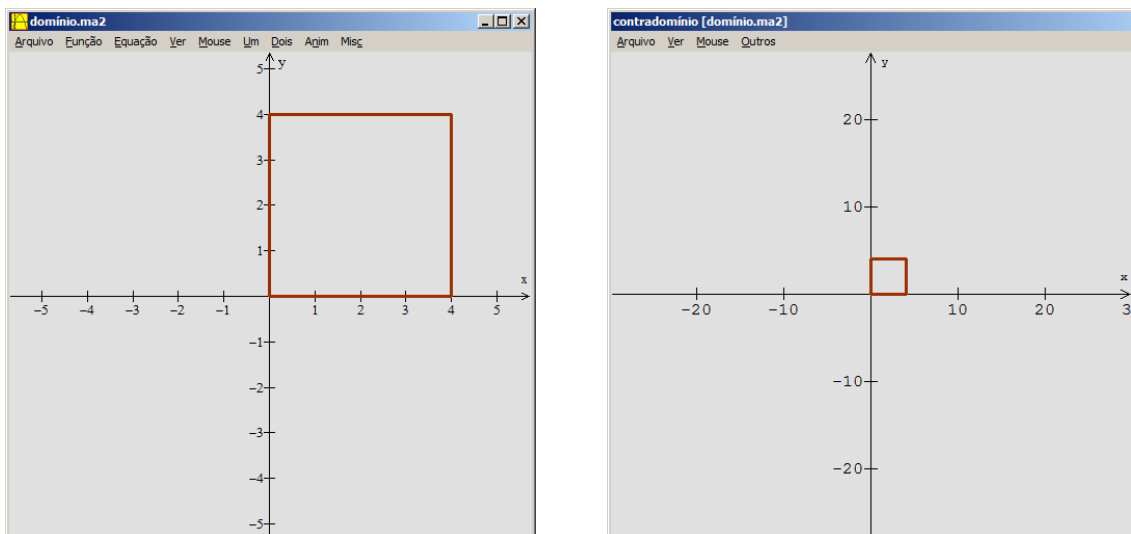 domínio.ma2
Arquivo Função Equação Ver Mouse Um Dois Anim Misc
y
5
4
3
2
1
x
-5 -4 -3 -2 -1 1 2 3 4 5
-1
-2
-3
-4
-5
contradomínio [domínio.ma2]
Arquivo Ver Mouse Outros
y
20
10
x
-20 -10 10 20 3
-10
-20